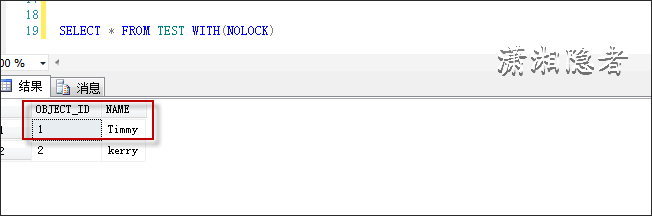 18
19 SELECT * FROM TEST WITH(NOLOCK)
潇湘隐者
00 %
结果 消息
OBJECT_ID NAME
1 1 Timmy
2 2 kerry